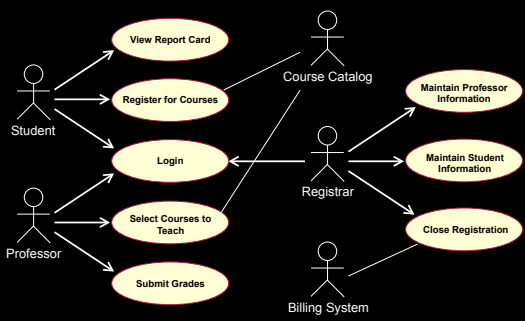 View Report Card
Course Catalog
Register for Courses
Maintain Professor
Information
Student
Login
Registrar
Maintain Student
Information
Select Courses to
Teach
Close Registration
Professor
Submit Grades
Billing System